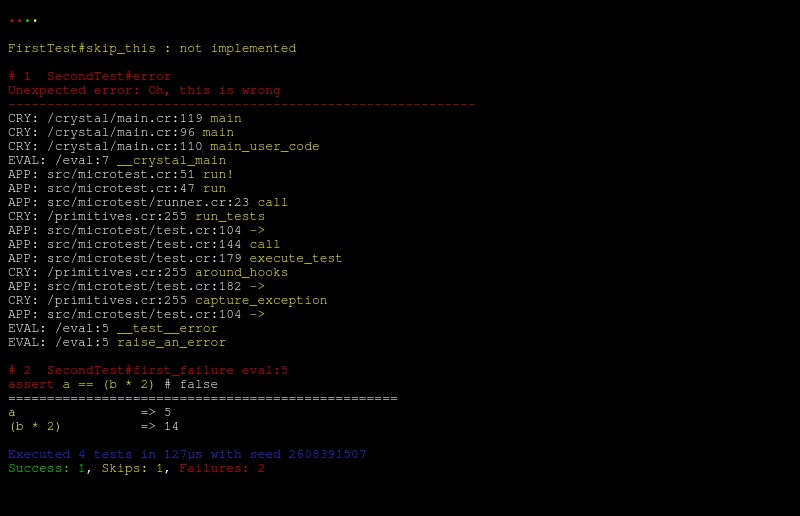 ••••
FirstTest#skip_this : not implemented
# 1  SecondTest#error
Unexpected error: Oh, this is wrong
------------------------------------------------------------
CRY: /crystal/main.cr:119 main
CRY: /crystal/main.cr:96 main
CRY: /crystal/main.cr:110 main_user_code
EVAL: /eval:7 __crystal_main
APP: src/microtest.cr:51 run!
APP: src/microtest.cr:47 run
APP: src/microtest/runner.cr:23 call
CRY: /primitives.cr:255 run_tests
APP: src/microtest/test.cr:104 ->
APP: src/microtest/test.cr:144 call
APP: src/microtest/test.cr:179 execute_test
CRY: /primitives.cr:255 around_hooks
APP: src/microtest/test.cr:182 ->
CRY: /primitives.cr:255 capture_exception
APP: src/microtest/test.cr:104 ->
EVAL: /eval:5 __test__error
EVAL: /eval:5 raise_an_error
# 2  SecondTest#first_failure eval:5
assert a == (b * 2) # false
==================================================
a                => 5
(b * 2)          => 14
Executed 4 tests in 127µs with seed 2608391507
Success: 1, Skips: 1, Failures: 2